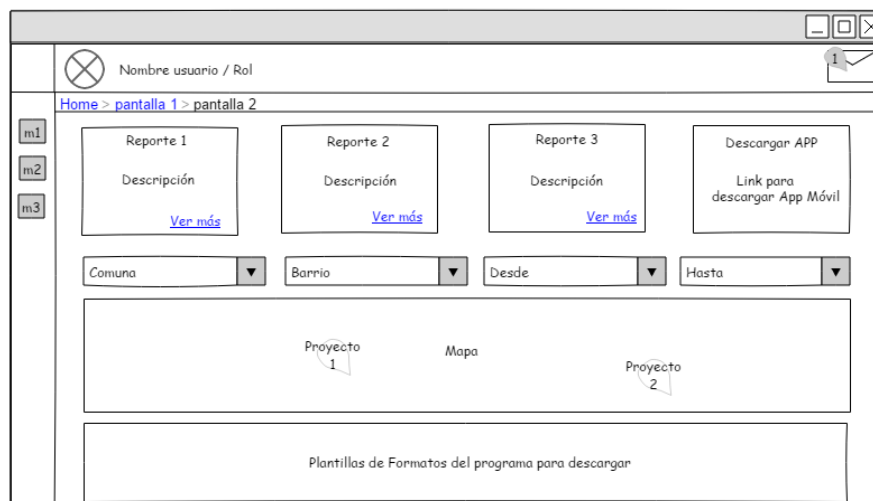 Nombre usuario / Rol
1
Home > pantalla 1 > pantalla 2
m1
m2
m3
Reporte 1
Descripción
Ver más
Reporte 2
Descripción
Ver más
Reporte 3
Descripción
Ver más
Descargar APP
Link para
descargar App Móvil
Comuna
Barrio
Desde
Hasta
Proyecto
1
Mapa
Proyecto
2
Plantillas de Formatos del programa para descargar